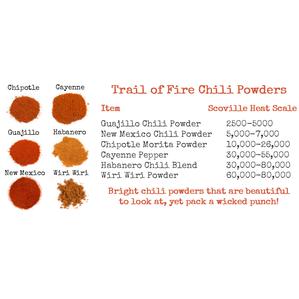 Chipotle Cayenne
Trail of Fire Chili Powders
Item Scoville Heat Scale
Guajillo Habanero
Guajillo Chili Powder 2500-5000
New Mexico Chili Powder 5,000-7,000
Chipotle Morita Powder 10,000-26,000
Cayenne Pepper 30,000-55,000
Habanero Chili Blend 30,000-80,000
Wiri Wiri Powder 60,000-80,000
New Mexico Wiri Wiri
Bright chili powders that are beautiful
to look at, yet pack a wicked punch!